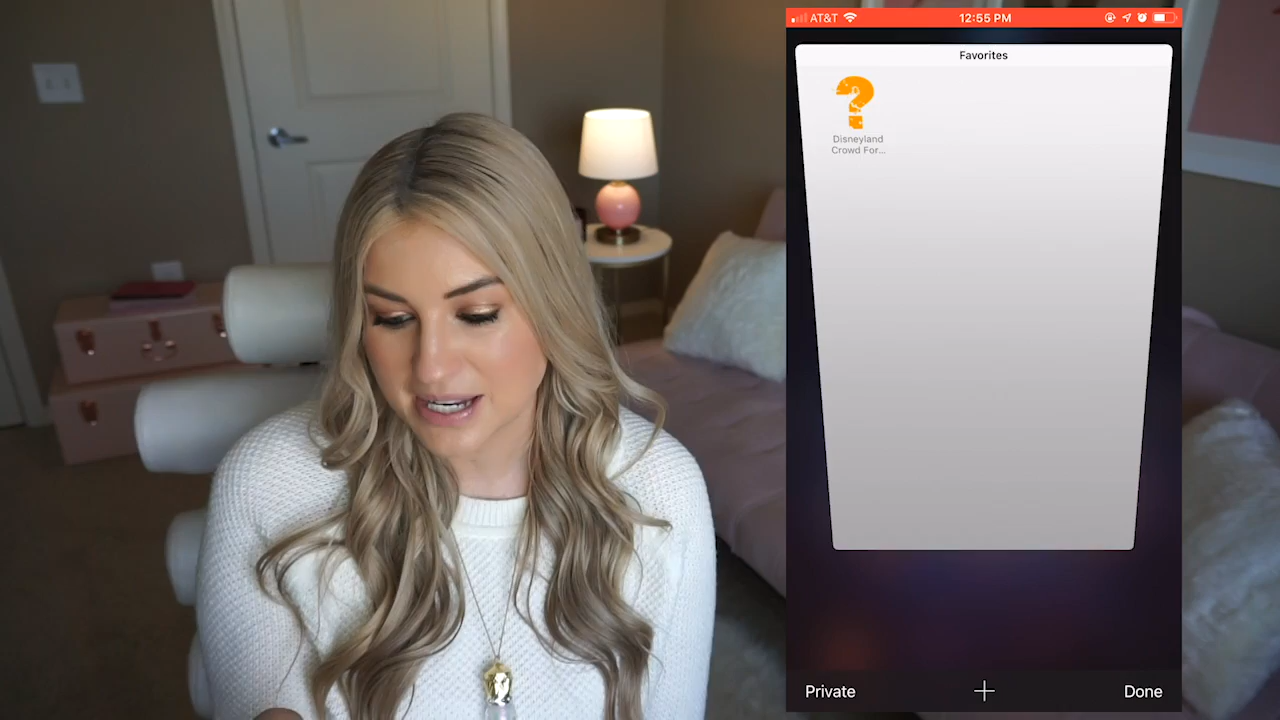 AT&T
12:55 PM
Favorites
?
Disneyland
Crowd For...
Private
+
Done